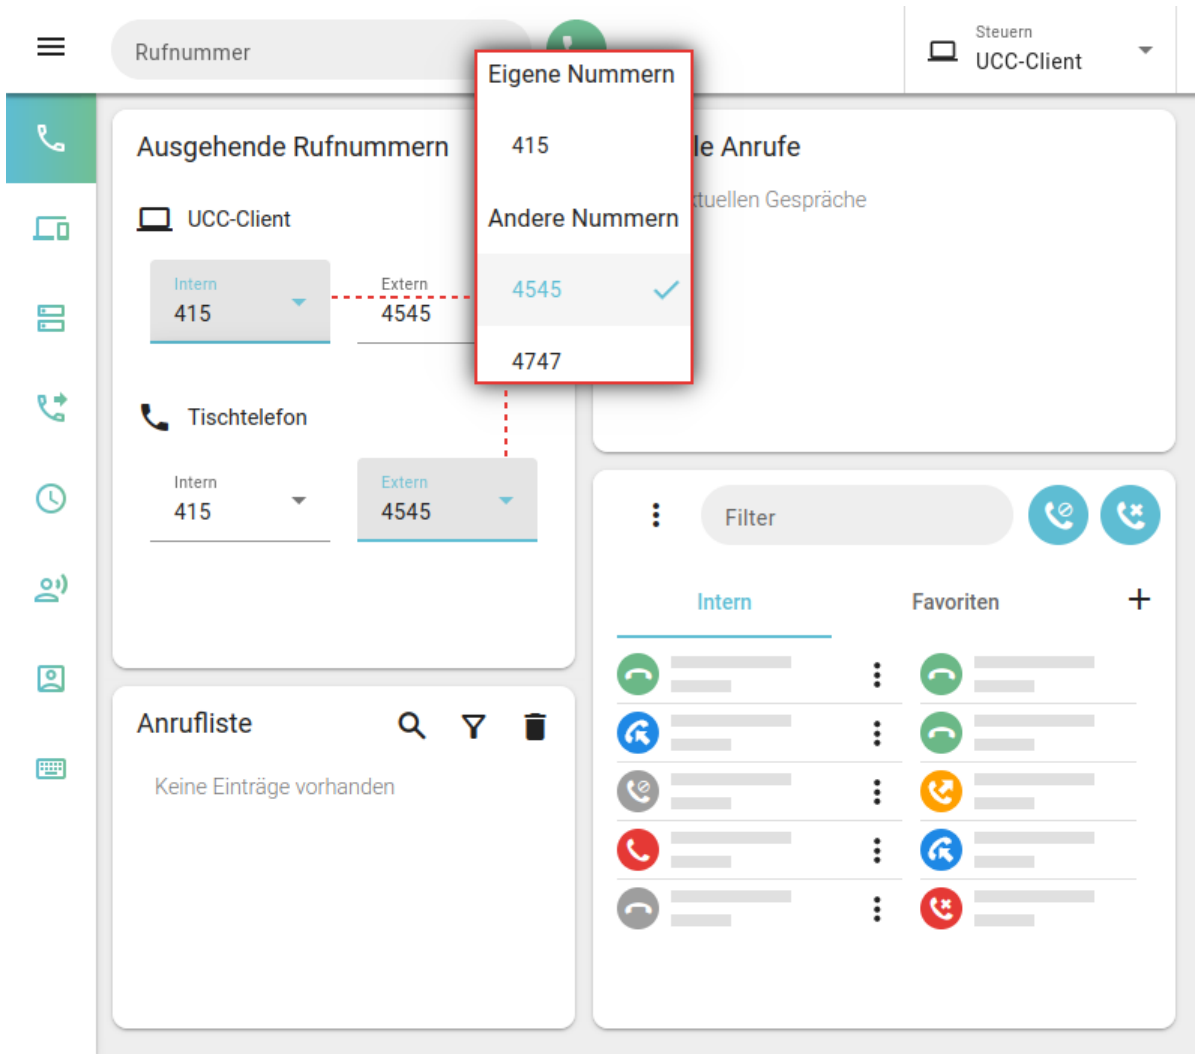 Rufnummer
Steuern
UCC-Client
Eigene Nummern
415
Andere Nummern
4545
4747
Ausgehende Rufnummern
UCC-Client
Intern
415
Extern
4545
Tischtelefon
Intern
415
Extern
4545
le Anrufe
ktuellen Gespräche
Filter
Intern
Favoriten
Anrufliste
Keine Einträge vorhanden